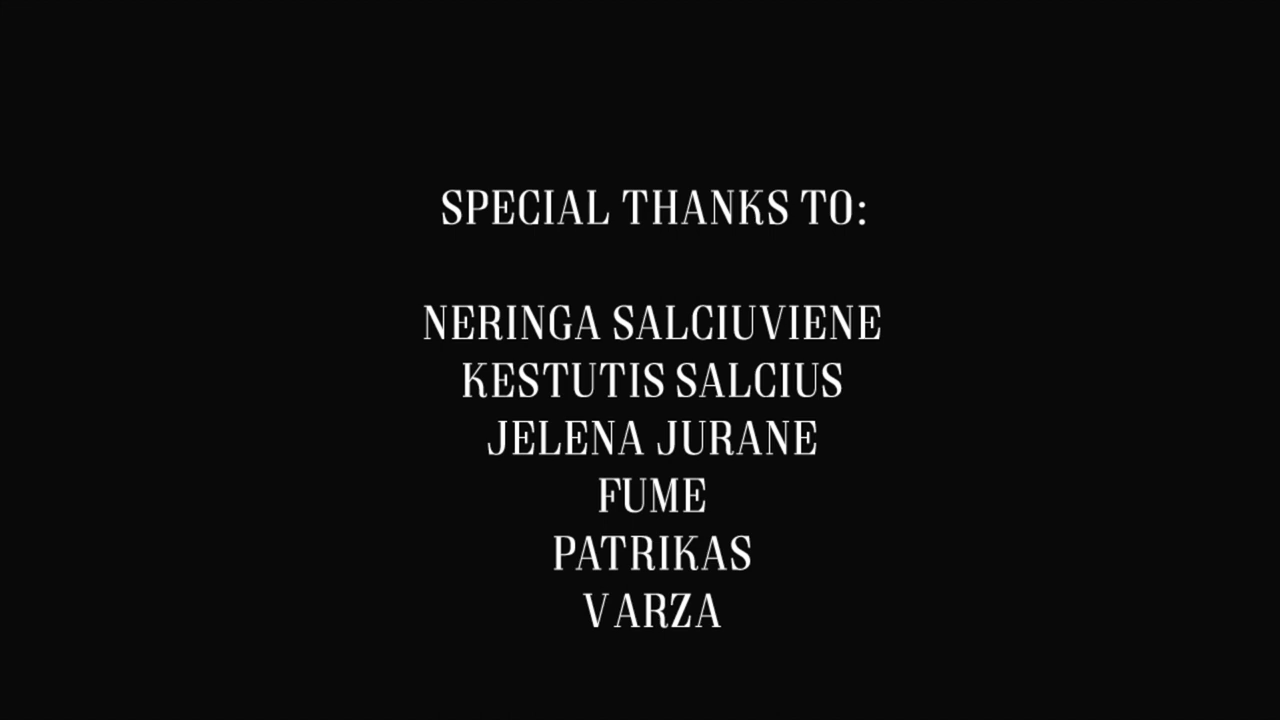 SPECIAL THANKS TO:
NERINGA SALCIUVIENE
KESTUTIS SALCIUS
JELENA JURANE
FUME
PATRIKAS
VARZA